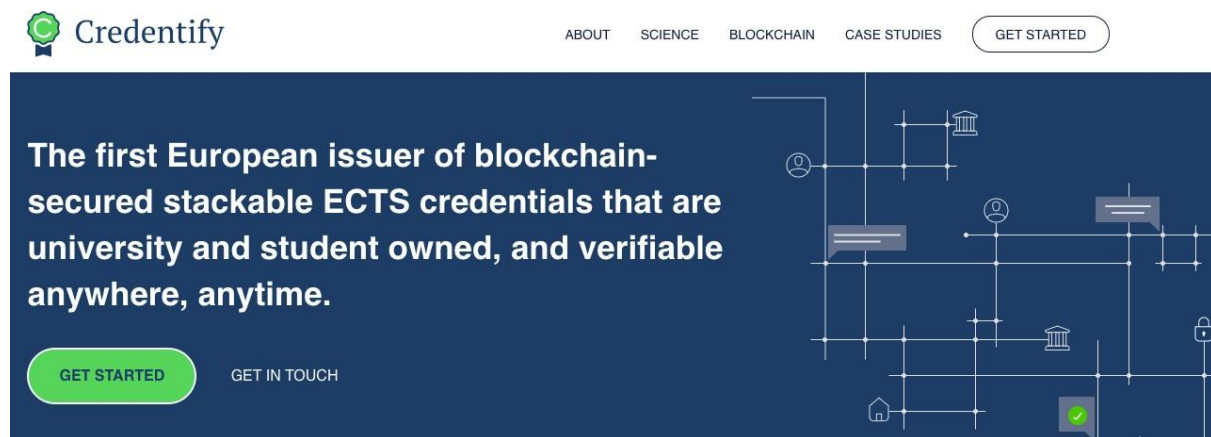 Credentify
ABOUT SCIENCE BLOCKCHAIN CASE STUDIES GET STARTED
The first European issuer of blockchain-
secured stackable ECTS credentials that are
university and student owned, and verifiable
anywhere, anytime.
GET STARTED GET IN TOUCH